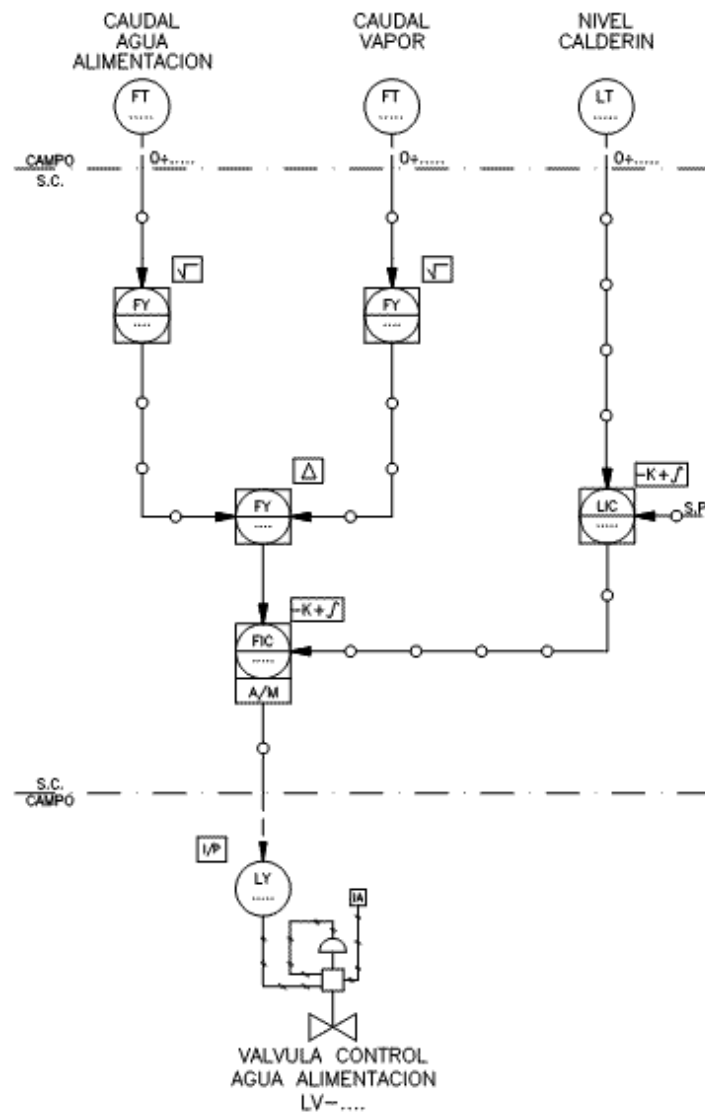 CAUDAL
AGUA
ALIMENTACION
CAUDAL
VAPOR
NIVEL
CALDERIN
FT
.....
FT
.....
LT
.....
CAMPO
S.C.
0÷.....
0÷.....
0÷.....
√
FY
....
√
FY
....
Δ
FY
....
-K+∫
LIC
.....
S.P
-K+∫
FIC
.....
A/M
S.C.
CAMPO
I/P
LY
.....
IA
VALVULA CONTROL
AGUA ALIMENTACION
LV-....